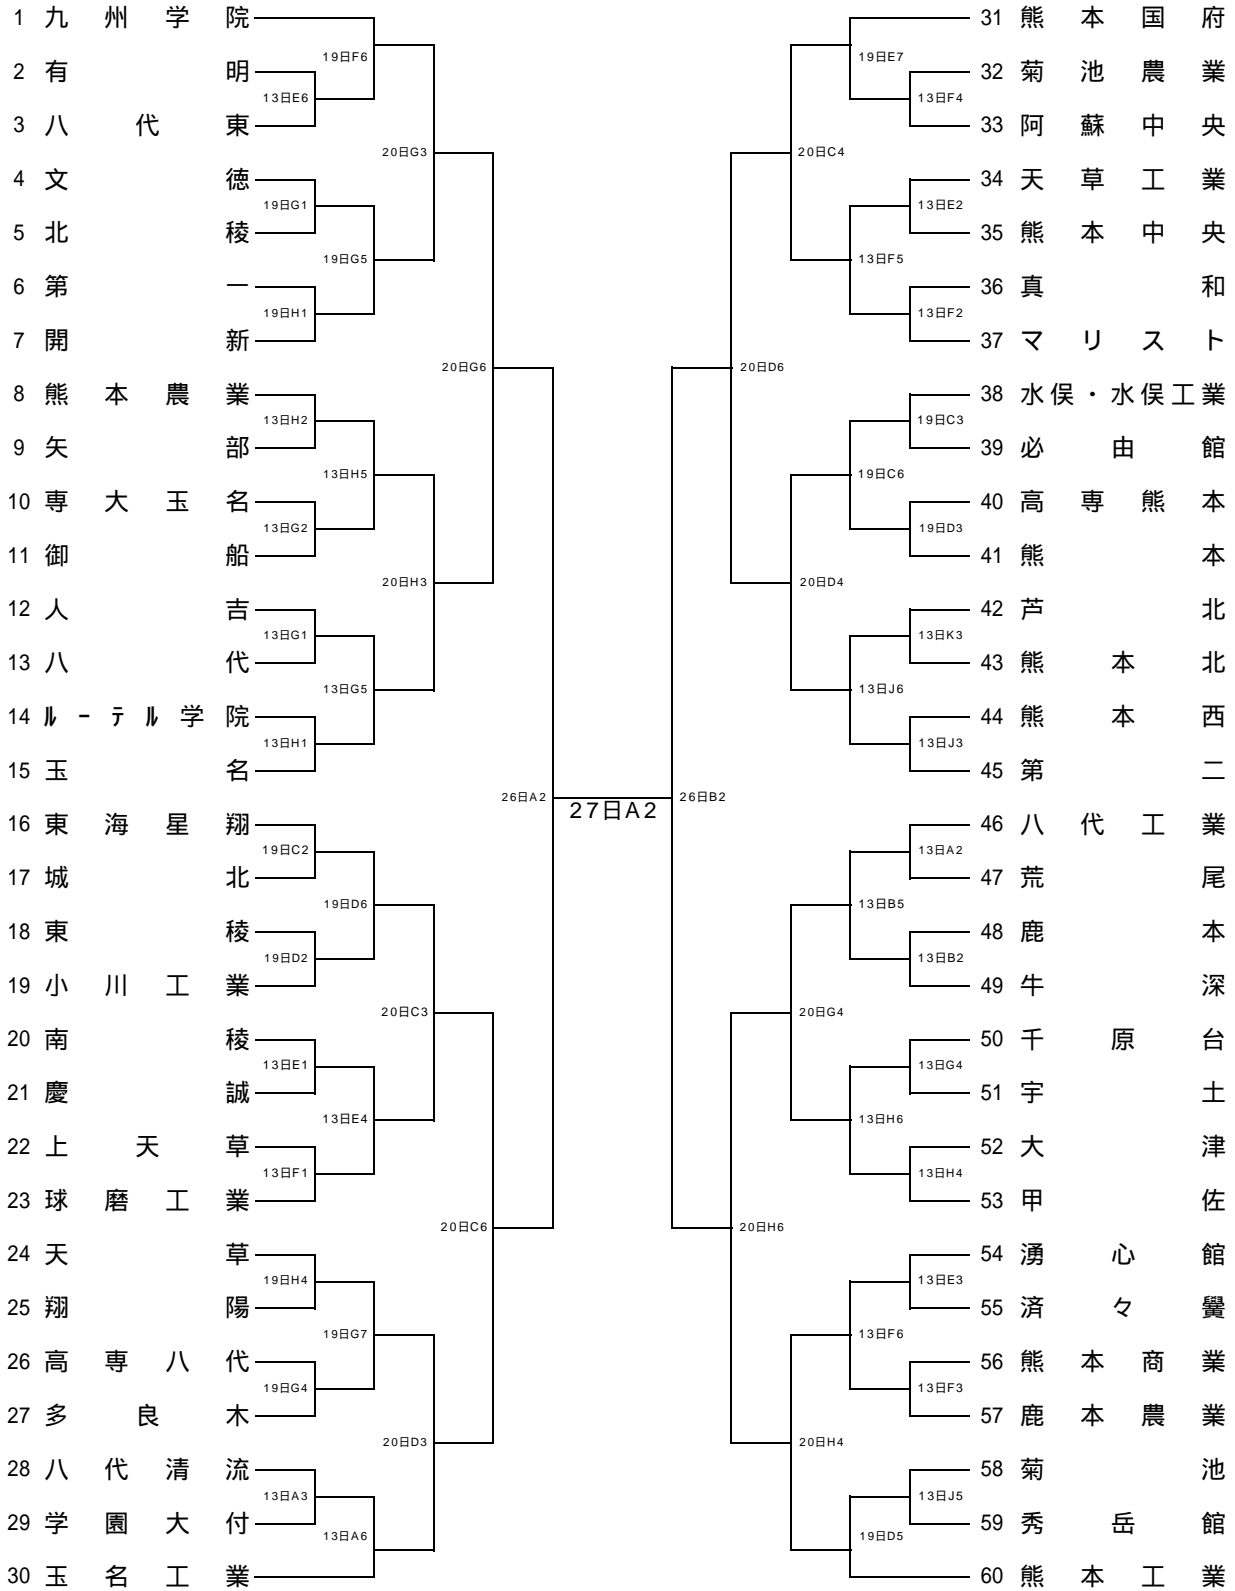 1 九州学院
19日F6
2 有明
13日E6
3 八代東
20日G3
4 文徳
19日G1
5 北稜
19日G5
6 第一
19日H1
7 開新
20日G6
8 熊本農業
13日H2
9 矢部
13日H5
10 専大玉名
13日G2
11 御船
20日H3
12 人吉
13日G1
13 八代
13日G5
14 ﾙｰﾃﾙ学院
13日H1
15 玉名
26日A2
16 東海星翔
19日C2
17 城北
19日D6
18 東稜
19日D2
19 小川工業
20日C3
20 南稜
13日E1
21 慶誠
13日E4
22 上天草
13日F1
23 球磨工業
20日C6
24 天草
19日H4
25 翔陽
19日G7
26 高専八代
19日G4
27 多良木
20日D3
28 八代清流
13日A3
29 学園大付
13日A6
30 玉名工業
27日A2
31 熊本国府
19日E7
32 菊池農業
13日F4
33 阿蘇中央
20日C4
34 天草工業
13日E2
35 熊本中央
13日F5
36 真和
13日F2
37 マリスト
20日D6
38 水俣・水俣工業
19日C3
39 必由館
19日C6
40 高専熊本
19日D3
41 熊本
20日D4
42 芦北
13日K3
43 熊本北
13日J6
44 熊本西
13日J3
45 第二
26日B2
46 八代工業
13日A2
47 荒尾
13日B5
48 鹿本
13日B2
49 牛深
20日G4
50 千原台
13日G4
51 宇土
13日H6
52 大津
13日H4
53 甲佐
20日H6
54 湧心館
13日E3
55 済々黌
13日F6
56 熊本商業
13日F3
57 鹿本農業
20日H4
58 菊池
13日J5
59 秀岳館
19日D5
60 熊本工業